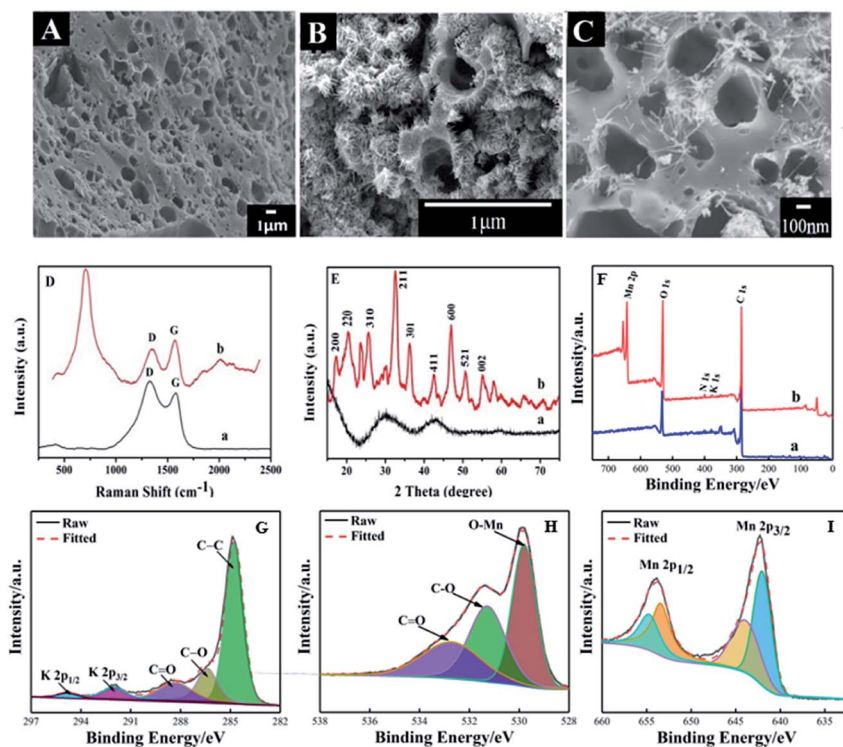 A
1μm
B
1μm
C
100nm
D
D
G
b
D
G
a
Intensity (a.u.)
500 1000 1500 2000 2500
Raman Shift (cm-1)
E
200
220
310
211
301
411
600
521
002
b
a
Intensity (a.u.)
20 30 40 50 60 70
2 Theta (degree)
F
Mn 2p
O 1s
N 1s
K 1s
C 1s
b
a
Intensity/a.u.
700 600 500 400 300 200 100 0
Binding Energy/eV
G
Raw
Fitted
C–C
C–O
C=O
K 2p3/2
K 2p1/2
Intensity/a.u.
297 294 291 288 285 282
Binding Energy/eV
H
Raw
Fitted
O-Mn
C-O
C=O
Intensity/a.u.
538 536 534 532 530 528
Binding Energy/eV
I
Raw
Fitted
Mn 2p3/2
Mn 2p1/2
Intensity/a.u.
660 655 650 645 640 635
Binding Energy/eV